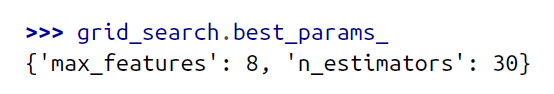 >>> grid_search.best_params_
{'max_features': 8, 'n_estimators': 30}